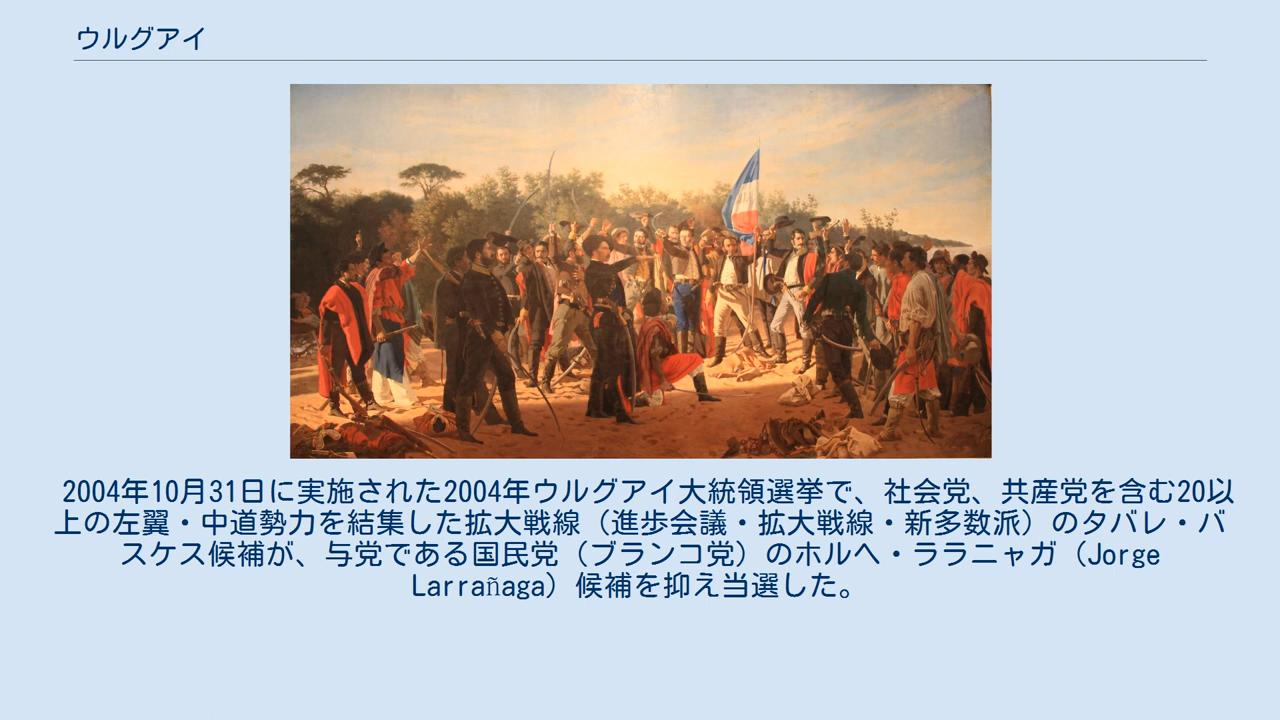 ウルグアイ
2004年10月31日に実施された2004年ウルグアイ大統領選挙で、社会党、共産党を含む20以
上の左翼・中道勢力を結集した拡大戦線（進歩会議・拡大戦線・新多数派）のタバレ・バ
スケス候補が、与党である国民党（ブランコ党）のホルヘ・ララニャガ（Jorge
Larrañaga）候補を抑え当選した。